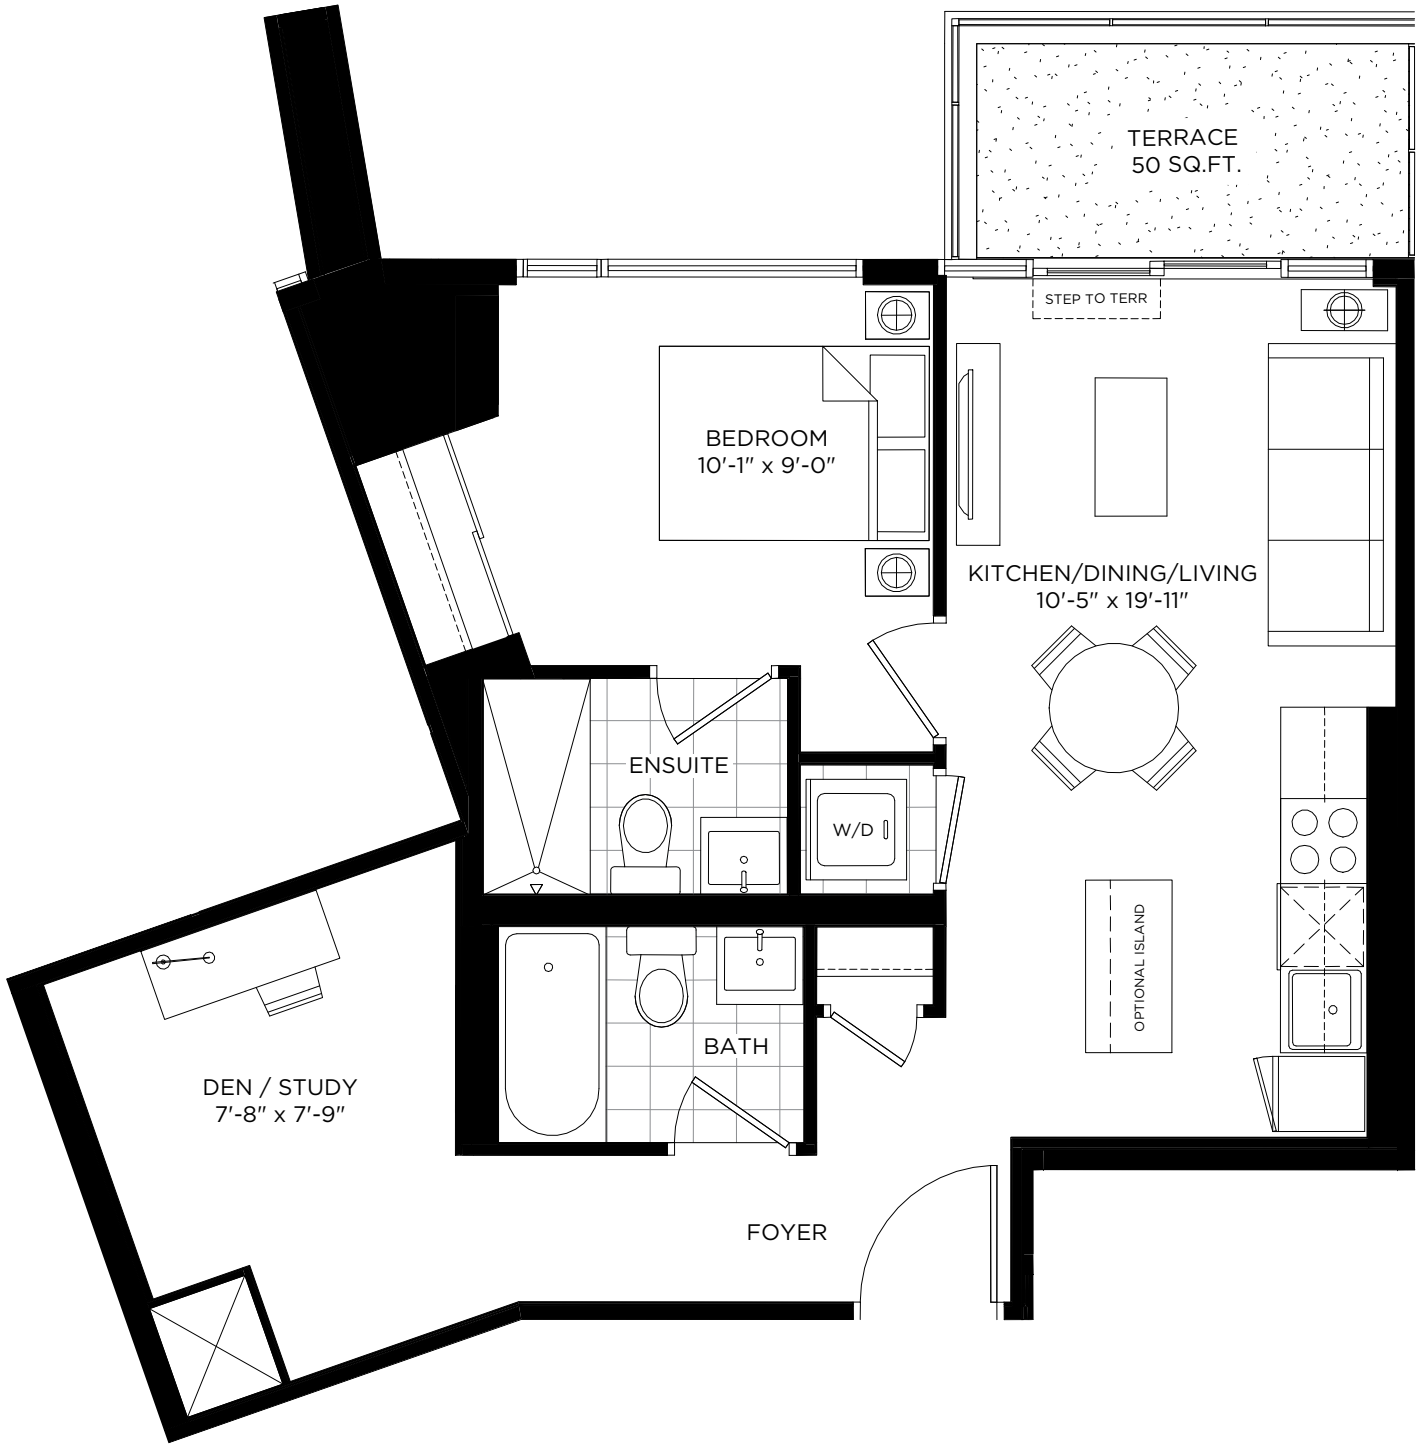 TERRACE
50 SQ.FT.
STEP TO TERR
BEDROOM
10'-1" x 9'-0"
KITCHEN/DINING/LIVING
10'-5" x 19'-11"
ENSUITE
W/D
OPTIONAL ISLAND
BATH
DEN / STUDY
7'-8" x 7'-9"
FOYER